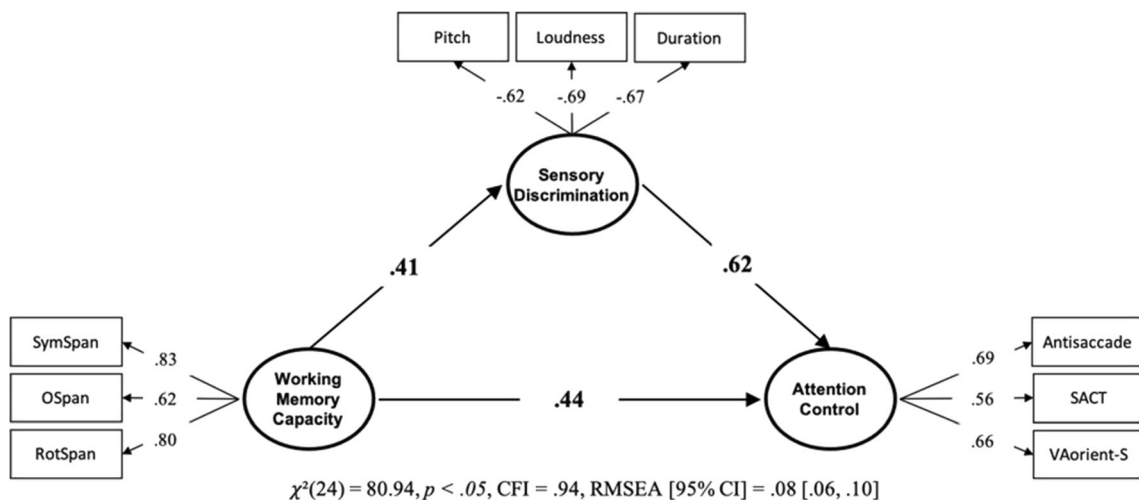 Pitch
Loudness
Duration
-.62
-.69
-.67
Sensory
Discrimination
.41
.62
SymSpan
OSpan
RotSpan
.83
.62
.80
Working
Memory
Capacity
.44
Attention
Control
.69
.56
.66
Antisaccade
SACT
VAorient-S
χ²(24) = 80.94, p < .05, CFI = .94, RMSEA [95% CI] = .08 [.06, .10]